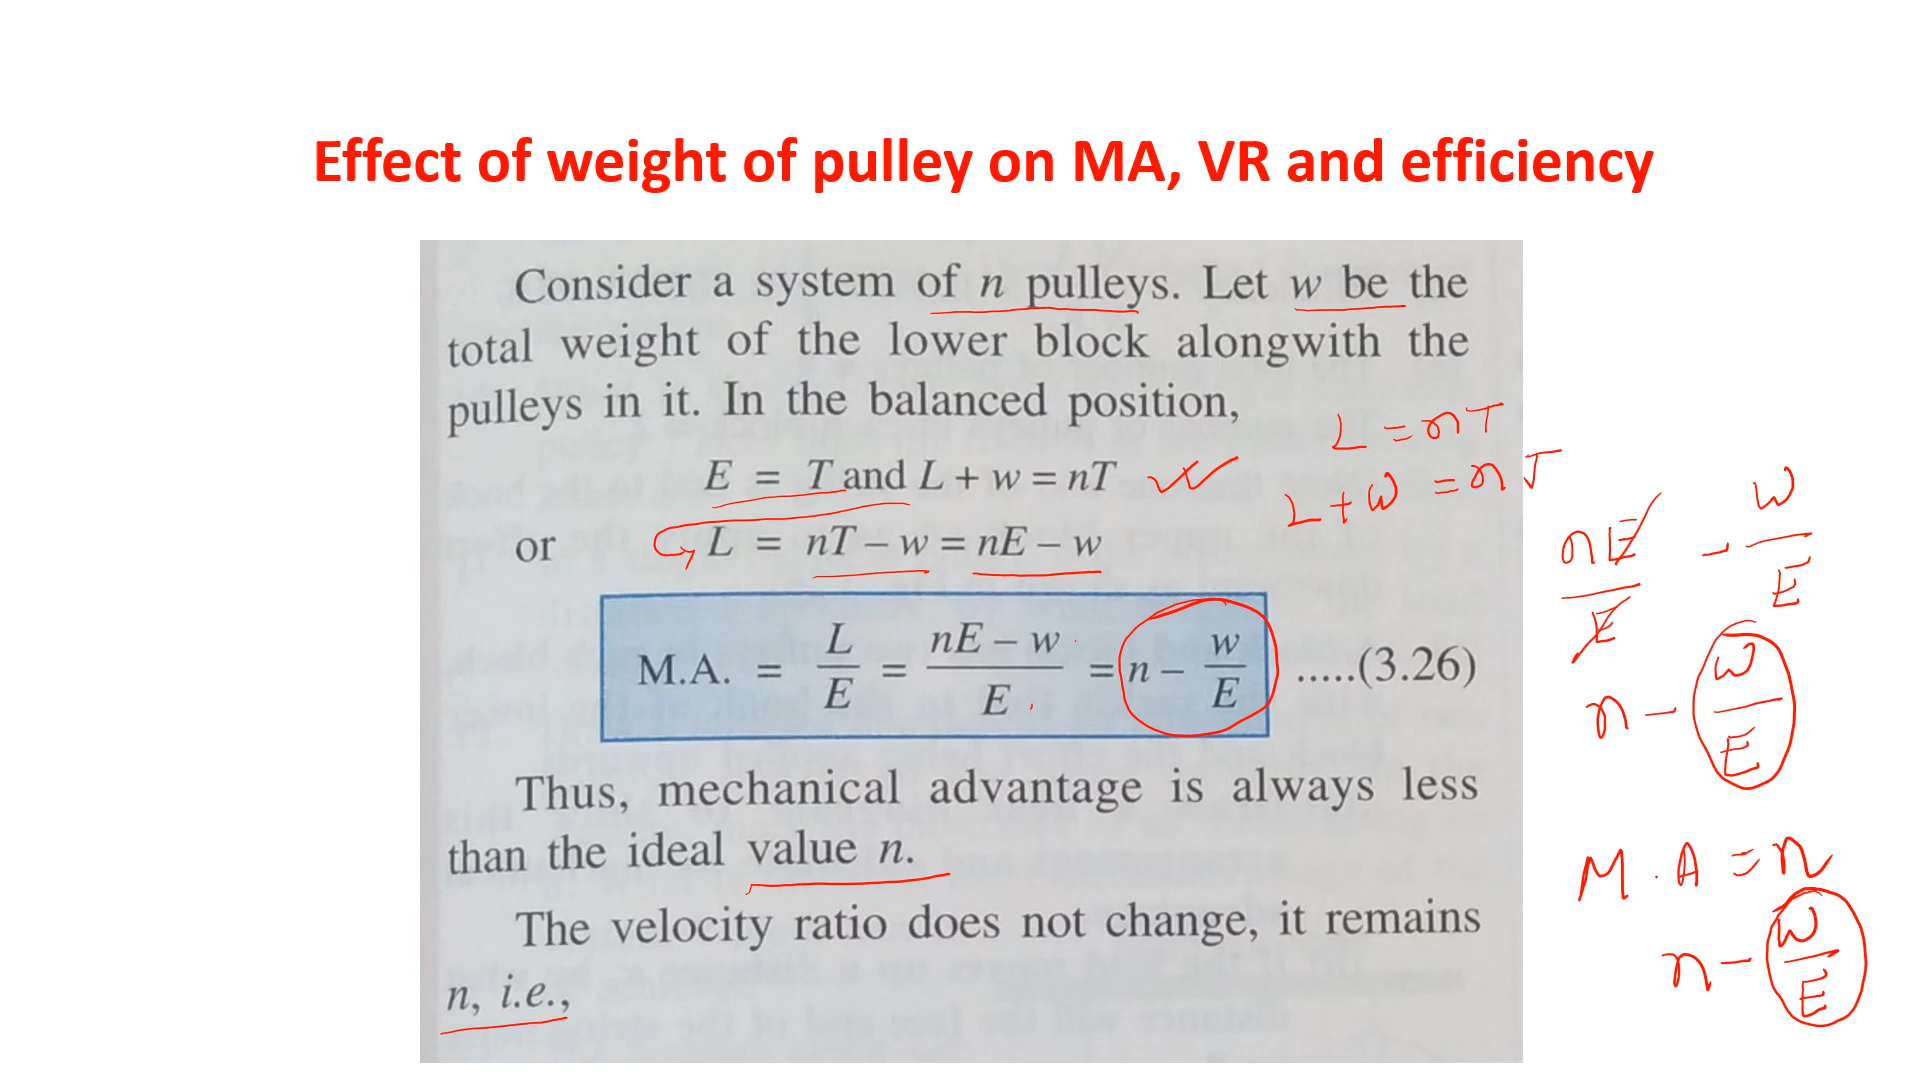 Effect of weight of pulley on MA, VR and efficiency
Consider a system of n pulleys. Let w be the
total weight of the lower block alongwith the
pulleys in it. In the balanced position,
E = T and L + w = nT
or L = nT – w = nE – w
M.A. = L/E = nE – w/E = n – w/E .....(3.26)
Thus, mechanical advantage is always less
than the ideal value n.
The velocity ratio does not change, it remains
n, i.e.,
L = nT
L + W = nT
nE/E - W/E
n - W/E
M.A = n
n - W/E